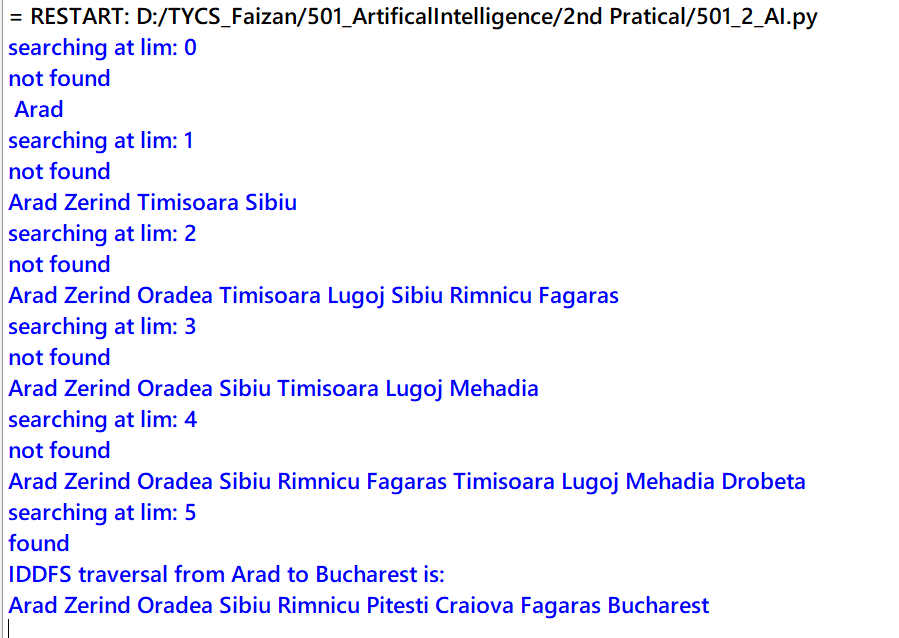 = RESTART: D:/TYCS_Faizan/501_ArtificalIntelligence/2nd Pratical/501_2_AI.py
searching at lim: 0
not found
Arad
searching at lim: 1
not found
Arad Zerind Timisoara Sibiu
searching at lim: 2
not found
Arad Zerind Oradea Timisoara Lugoj Sibiu Rimnicu Fagaras
searching at lim: 3
not found
Arad Zerind Oradea Sibiu Timisoara Lugoj Mehadia
searching at lim: 4
not found
Arad Zerind Oradea Sibiu Rimnicu Fagaras Timisoara Lugoj Mehadia Drobeta
searching at lim: 5
found
IDDFS traversal from Arad to Bucharest is:
Arad Zerind Oradea Sibiu Rimnicu Pitesti Craiova Fagaras Bucharest